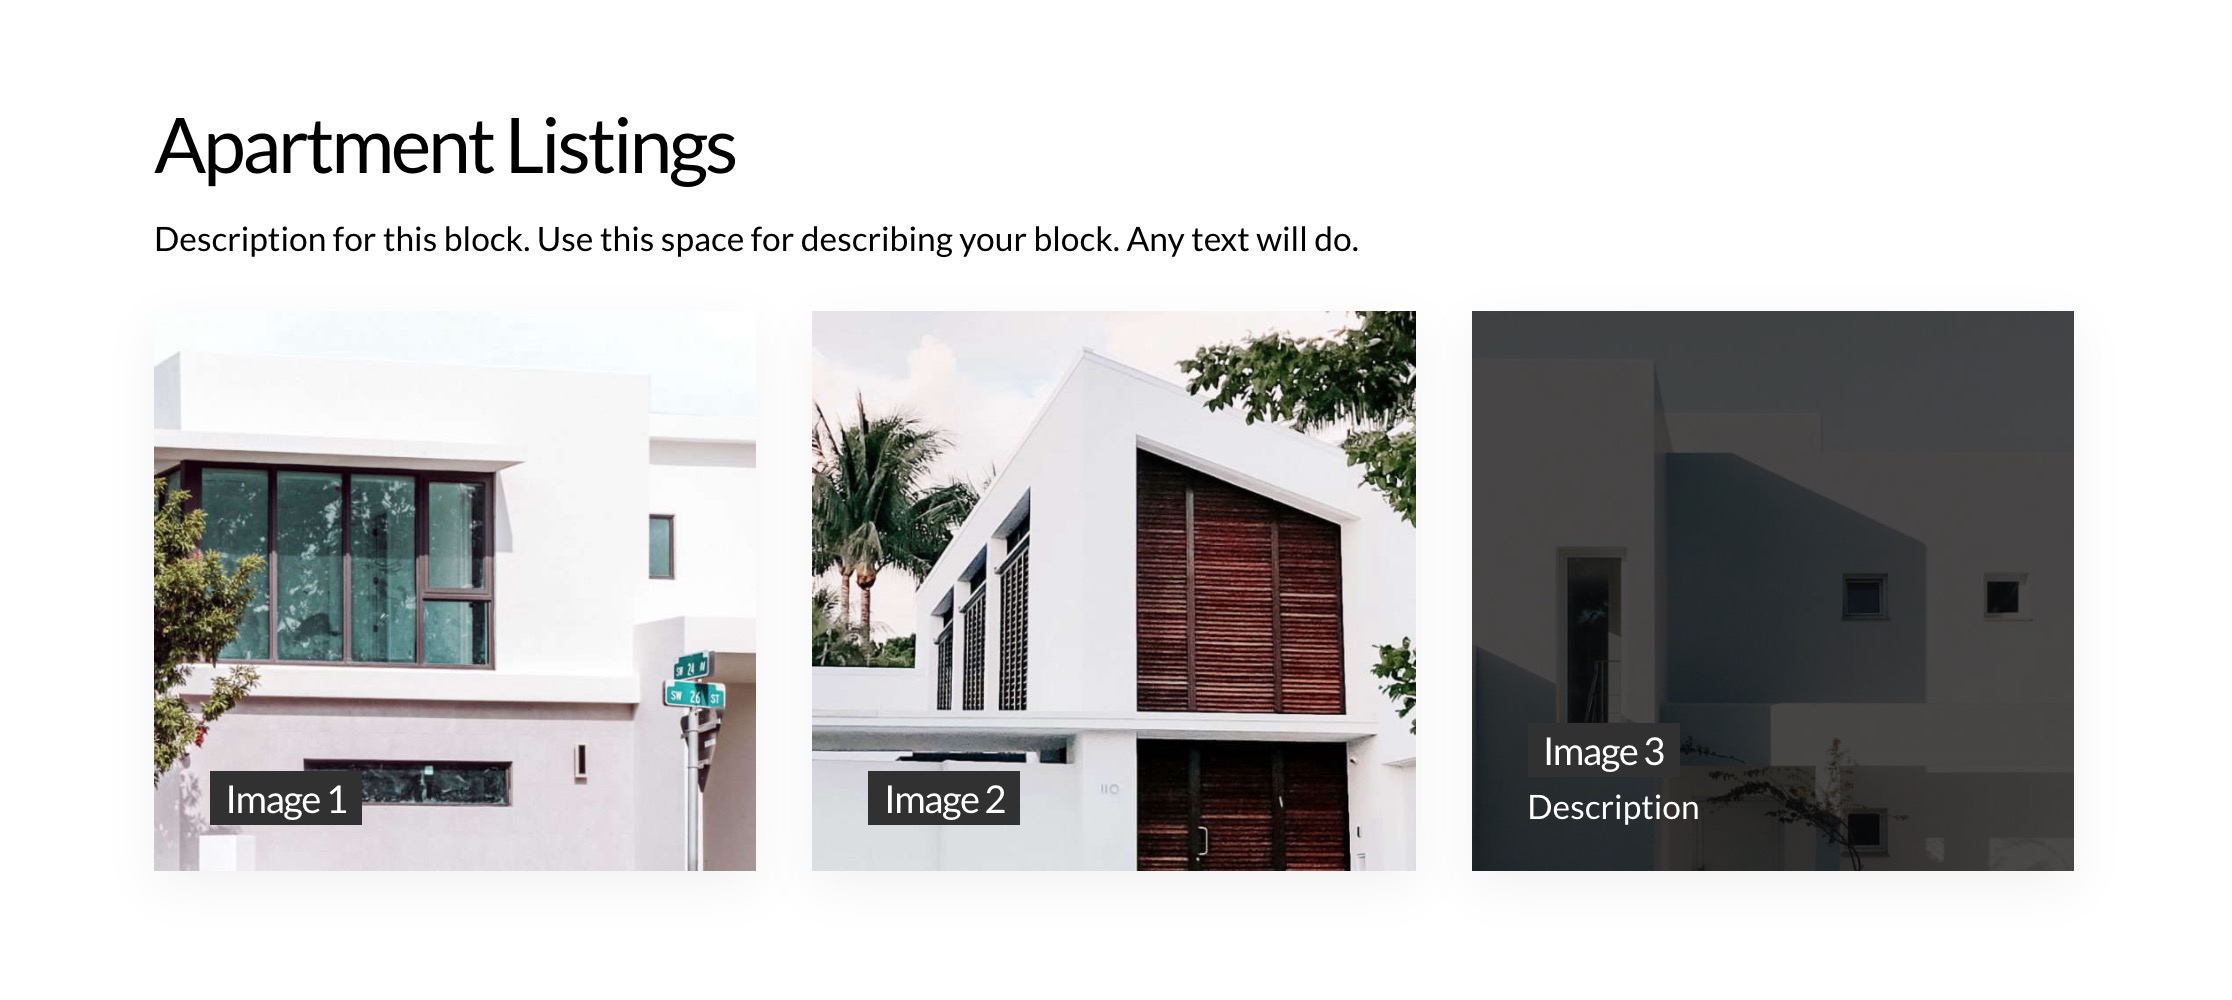 Apartment Listings
Description for this block. Use this space for describing your block. Any text will do.
SW 24
SW 26 ST
Image 1
110
Image 2
Image 3
Description